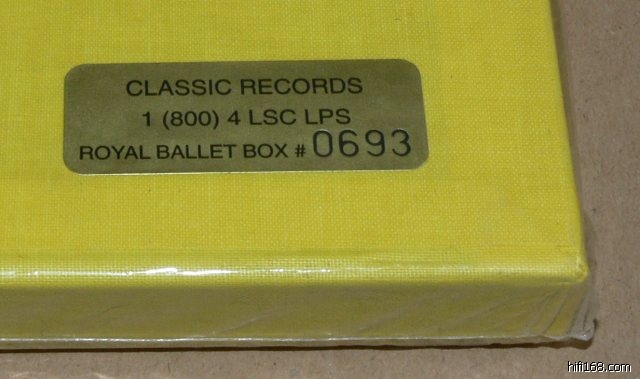 CLASSIC RECORDS
1 (800) 4 LSC LPS
ROYAL BALLET BOX # 0693
hifi168.com